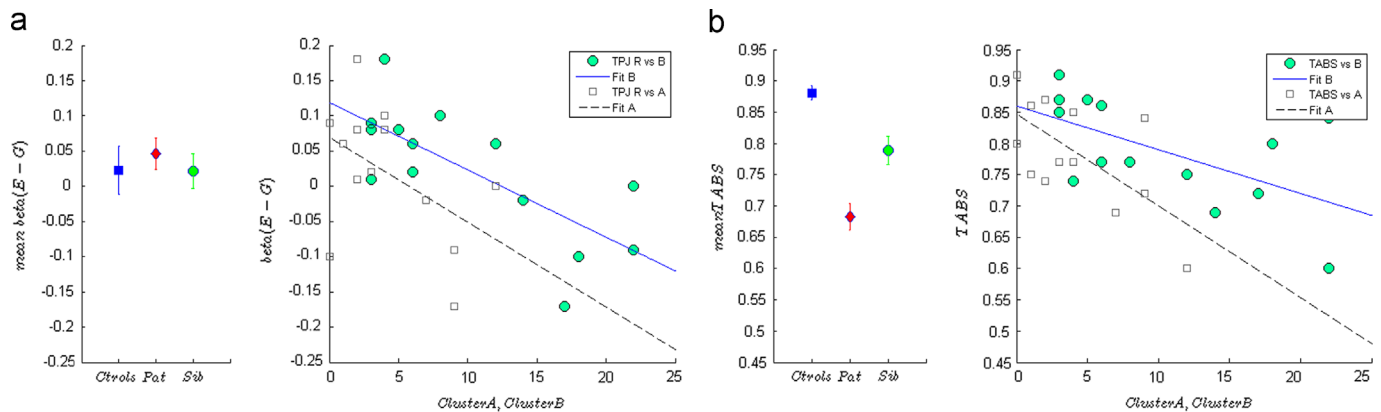 a
0.2
0.15
0.1
0.05
0
-0.05
-0.1
-0.15
-0.2
-0.25
mean beta(E − G)
Ctrols Pat Sib
0.2
0.15
0.1
0.05
0
-0.05
-0.1
-0.15
-0.2
-0.25
beta(E − G)
0 5 10 15 20 25
ClusterA, ClusterB
TPJ R vs B
Fit B
TPJ R vs A
Fit A
b
0.95
0.9
0.85
0.8
0.75
0.7
0.65
0.6
0.55
0.5
0.45
meanTABS
Ctrols Pat Sib
0.95
0.9
0.85
0.8
0.75
0.7
0.65
0.6
0.55
0.5
0.45
TABS
0 5 10 15 20 25
ClusterA, ClusterB
TABS vs B
Fit B
TABS vs A
Fit A